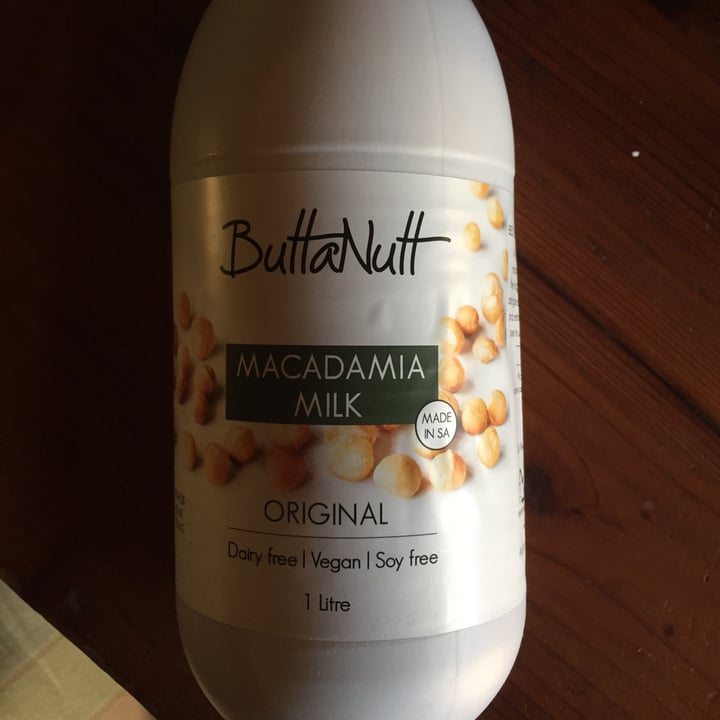 ButtaNutt
MACADAMIA
MILK
MADE
IN SA
ORIGINAL
Dairy free | Vegan | Soy free
1 Litre